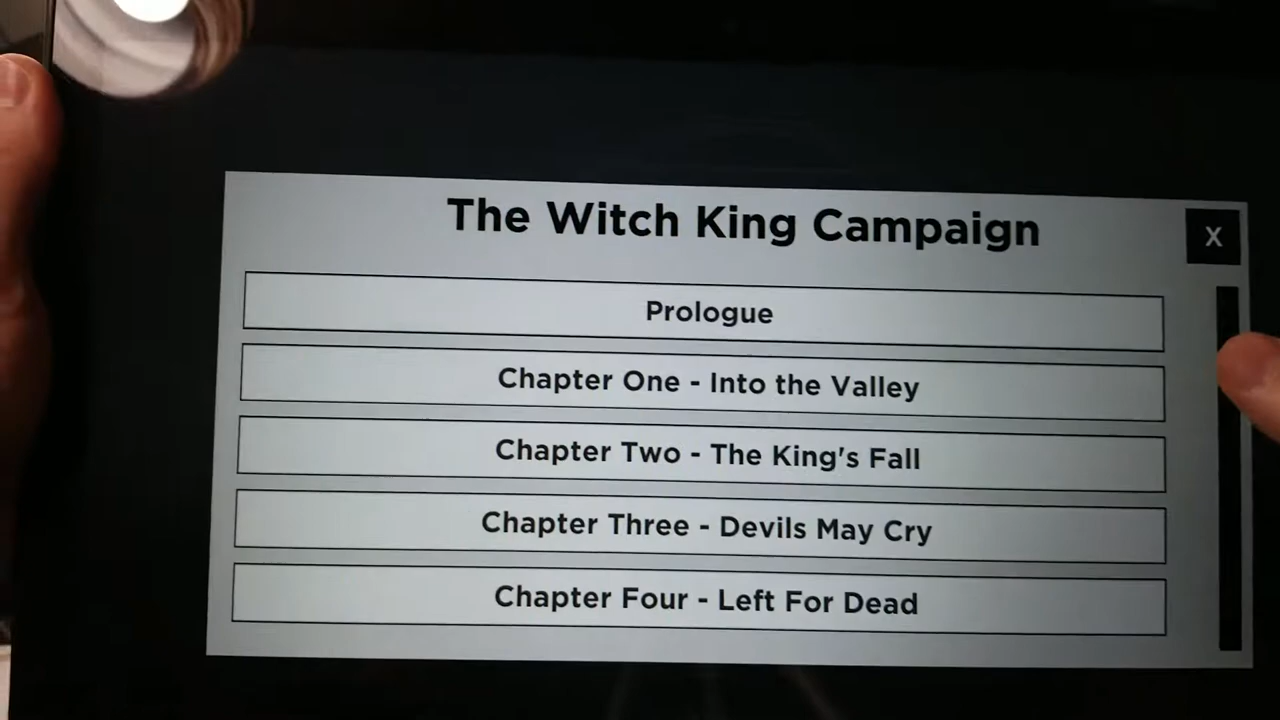 The Witch King Campaign
X
Prologue
Chapter One - Into the Valley
Chapter Two - The King's Fall
Chapter Three - Devils May Cry
Chapter Four - Left For Dead